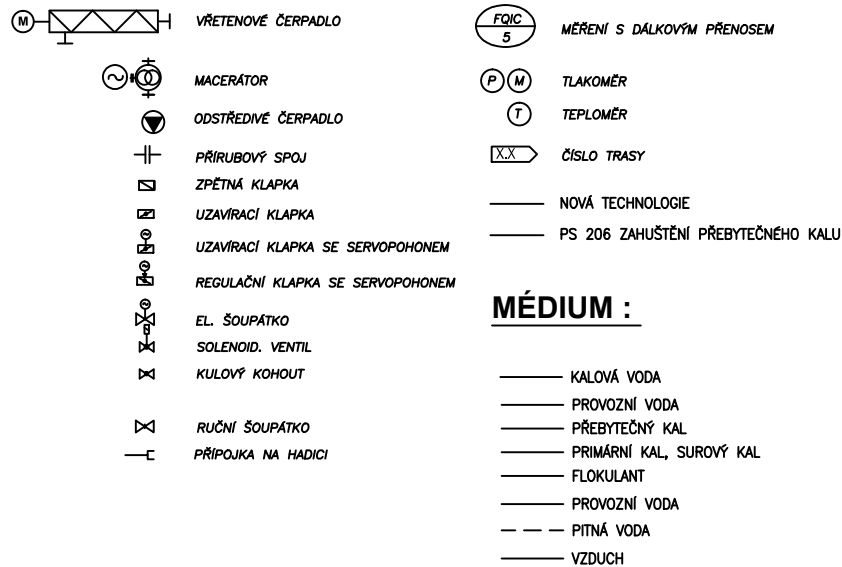 M
VŘETENOVÉ ČERPADLO
MACERÁTOR
ODSTŘEDIVÉ ČERPADLO
PŘÍRUBOVÝ SPOJ
ZPĚTNÁ KLAPKA
UZAVÍRACÍ KLAPKA
UZAVÍRACÍ KLAPKA SE SERVOPOHONEM
REGULAČNÍ KLAPKA SE SERVOPOHONEM
EL. ŠOUPÁTKO
SOLENOID. VENTIL
KULOVÝ KOHOUT
RUČNÍ ŠOUPÁTKO
PŘÍPOJKA NA HADICI
FQIC
5
MĚŘENÍ S DÁLKOVÝM PŘENOSEM
P M TLAKOMĚR
T TEPLOMĚR
X.X ČÍSLO TRASY
NOVÁ TECHNOLOGIE
PS 206 ZAHUŠTĚNÍ PŘEBYTEČNÉHO KALU
MÉDIUM :
KALOVÁ VODA
PROVOZNÍ VODA
PŘEBYTEČNÝ KAL
PRIMÁRNÍ KAL, SUROVÝ KAL
FLOKULANT
PROVOZNÍ VODA
PITNÁ VODA
VZDUCH